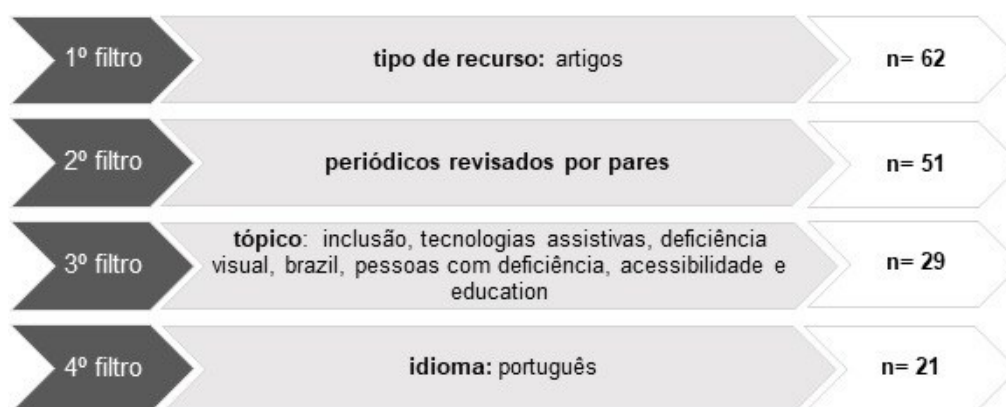 1º filtro
tipo de recurso: artigos
n= 62
2º filtro
periódicos revisados por pares
n= 51
3º filtro
tópico: inclusão, tecnologias assistivas, deficiência
visual, brazil, pessoas com deficiência, acessibilidade e
education
n= 29
4º filtro
idioma: português
n= 21